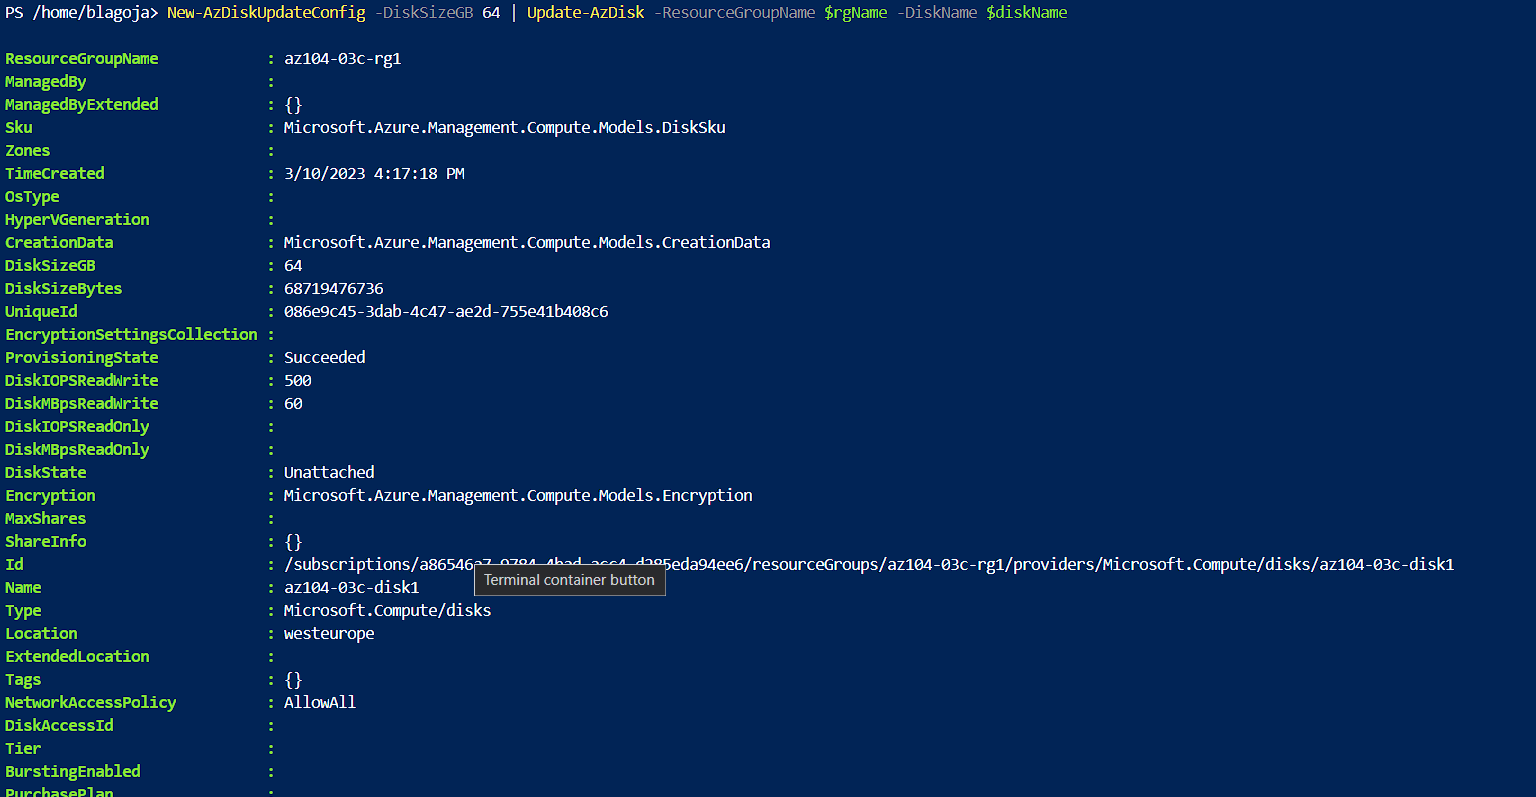 PS /home/blagoja> New-AzDiskUpdateConfig -DiskSizeGB 64 | Update-AzDisk -ResourceGroupName $rgName -DiskName $diskName
ResourceGroupName : az104-03c-rg1
ManagedBy :
ManagedByExtended : {}
Sku : Microsoft.Azure.Management.Compute.Models.DiskSku
Zones :
TimeCreated : 3/10/2023 4:17:18 PM
OsType :
HyperVGeneration :
CreationData : Microsoft.Azure.Management.Compute.Models.CreationData
DiskSizeGB : 64
DiskSizeBytes : 68719476736
UniqueId : 086e9c45-3dab-4c47-ae2d-755e41b408c6
EncryptionSettingsCollection :
ProvisioningState : Succeeded
DiskIOPSReadWrite : 500
DiskMBpsReadWrite : 60
DiskIOPSReadOnly :
DiskMBpsReadOnly :
DiskState : Unattached
Encryption : Microsoft.Azure.Management.Compute.Models.Encryption
MaxShares :
ShareInfo : {}
Id : /subscriptions/a86546 eda94ee6/resourceGroups/az104-03c-rg1/providers/Microsoft.Compute/disks/az104-03c-disk1
Terminal container button
Name : az104-03c-disk1
Type : Microsoft.Compute/disks
Location : westeurope
ExtendedLocation :
Tags : {}
NetworkAccessPolicy : AllowAll
DiskAccessId :
Tier :
BurstingEnabled :
PurchasePlan :